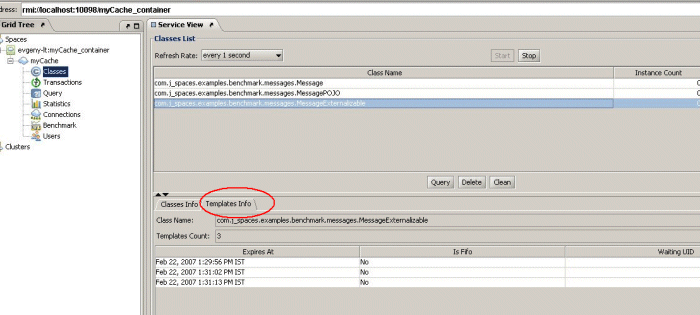 dress: rmi://localhost:10098/myCache_container
Grid Tree
Service View
Spaces
evgeny-lt:myCache_container
myCache
Classes
Transactions
Query
Statistics
Connections
Benchmark
Users
Clusters
Classes List
Refresh Rate: every 1 second
Start Stop
Class Name Instance Count
com.j_spaces.examples.benchmark.messages.Message
com.j_spaces.examples.benchmark.messages.MessagePOJO
com.j_spaces.examples.benchmark.messages.MessageExternalizable
Query Delete Clean
Classes Info Templates Info
Class Name: com.j_spaces.examples.benchmark.messages.MessageExternalizable
Templates Count: 3
Expires At Is Fifo Waiting UID
Feb 22, 2007 1:29:56 PM IST No
Feb 22, 2007 1:31:02 PM IST No
Feb 22, 2007 1:31:13 PM IST No